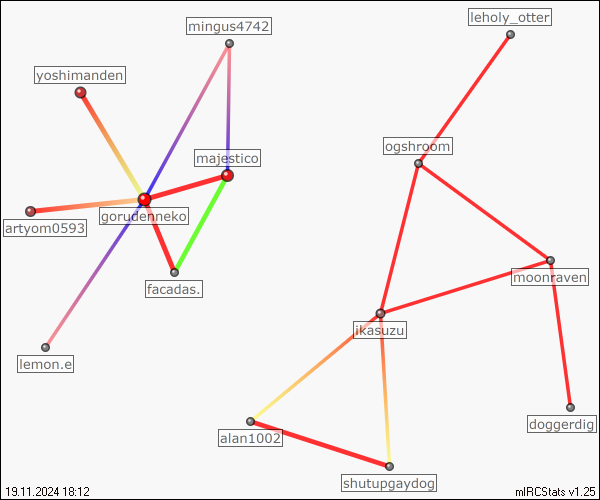 leholy_otter
mingus4742
yoshimanden
ogshroom
majestico
gorudenneko
artyom0593
moonraven
facadas.
ikasuzu
lemon.e
doggerdig
alan1002
shutupgaydog
19.11.2024 18:12
mIRCStats v1.25